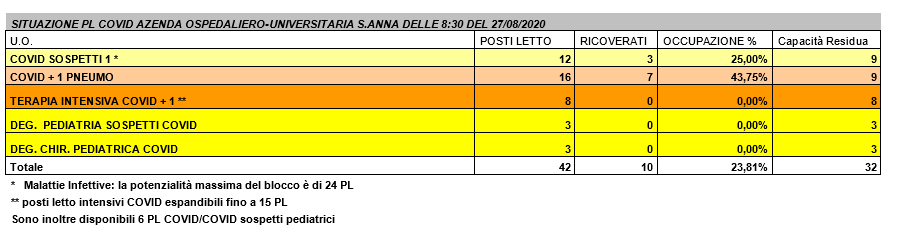 SITUAZIONE PL COVID AZENDA OSPEDALIERO-UNIVERSITARIA S.ANNA DELLE 8:30 DEL 27/08/2020
U.O. POSTI LETTO RICOVERATI OCCUPAZIONE % Capacità Residua
COVID SOSPETTI 1 * 12 3 25,00% 9
COVID + 1 PNEUMO 16 7 43,75% 9
TERAPIA INTENSIVA COVID + 1 ** 8 0 0,00% 8
DEG. PEDIATRIA SOSPETTI COVID 3 0 0,00% 3
DEG. CHIR. PEDIATRICA COVID 3 0 0,00% 3
Totale 42 10 23,81% 32
* Malattie Infettive: la potenzialità massima del blocco è di 24 PL
** posti letto intensivi COVID espandibili fino a 15 PL
Sono inoltre disponibili 6 PL COVID/COVID sospetti pediatrici